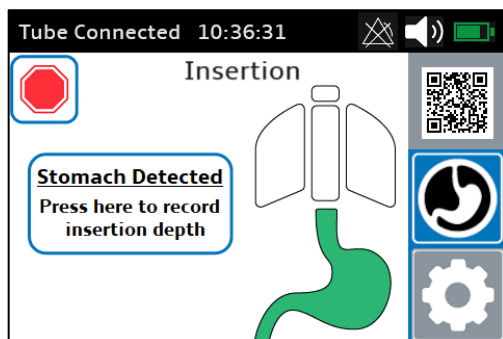 Tube Connected 10:36:31
Insertion
Stomach Detected
Press here to record
insertion depth